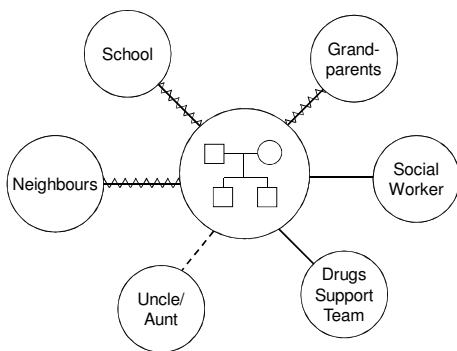 School
Grand-
parents
Neighbours
Social
Worker
Uncle/
Aunt
Drugs
Support
Team